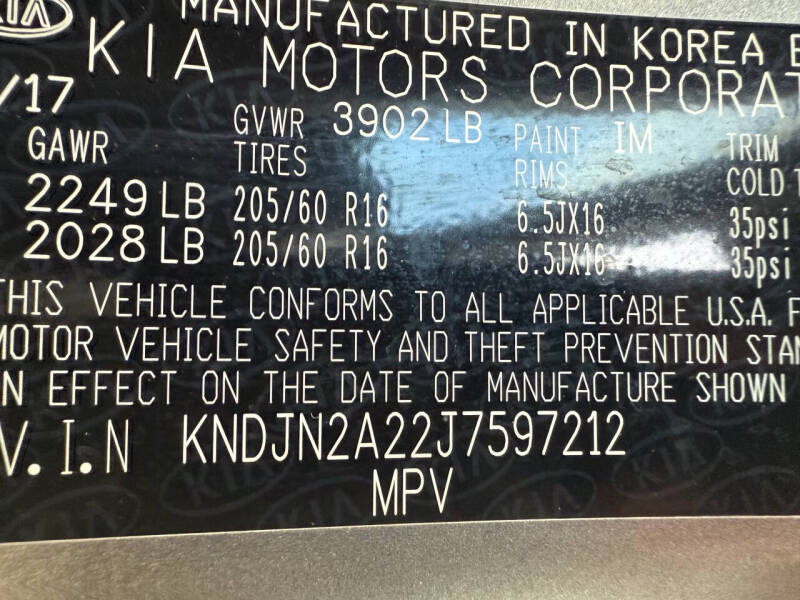 KIA
MANUFACTURED IN KOREA B
KIA MOTORS CORPORAT
/17
GAWR GVWR 3902 LB PAINT IM TRIM
TIRES RIMS COLD T
2249 LB 205/60 R16 6.5JX16 35psi
2028 LB 205/60 R16 6.5JX16 35psi
THIS VEHICLE CONFORMS TO ALL APPLICABLE U.S.A. F
MOTOR VEHICLE SAFETY AND THEFT PREVENTION STAN
N EFFECT ON THE DATE OF MANUFACTURE SHOWN
V.I.N KNDJN2A22J7597212
MPV